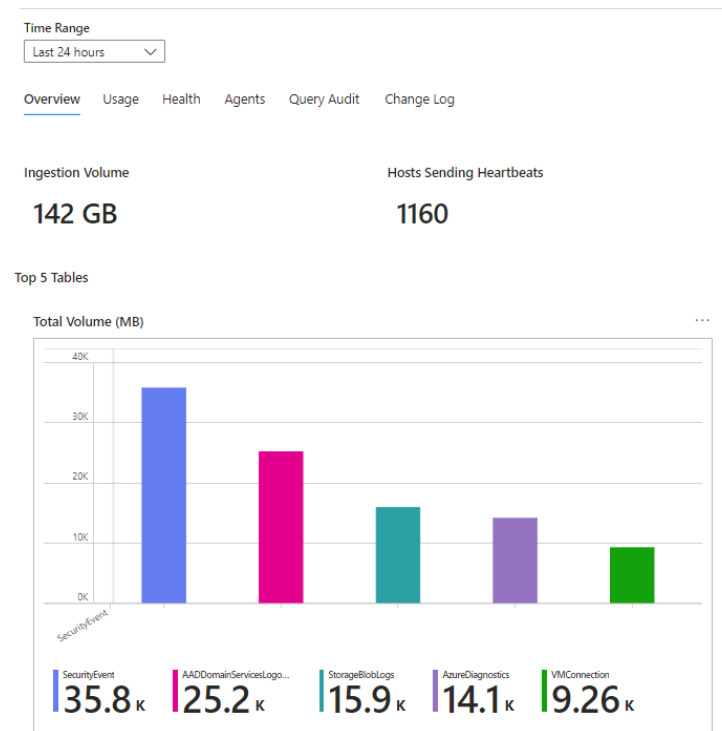 Time Range
Last 24 hours
Overview Usage Health Agents Query Audit Change Log
Ingestion Volume Hosts Sending Heartbeats
142 GB 1160
Top 5 Tables
Total Volume (MB) ...
40K
30K
20K
10K
0K
SecurityEvent
SecurityEvent AADDomainServicesLogo... StorageBlobLogs AzureDiagnostics VMConnection
35.8 K 25.2 K 15.9 K 14.1 K 9.26 K